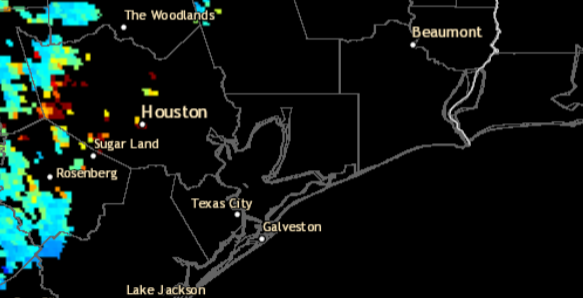 The Woodlands
Beaumont
Houston
Sugar Land
Rosenberg
Texas City
Galveston
Lake Jackson